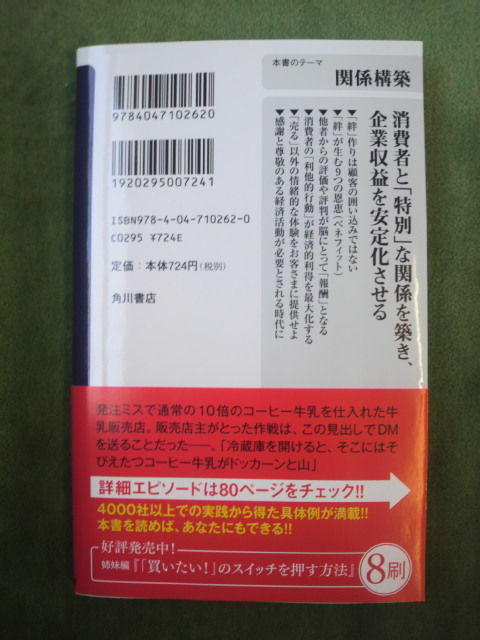 本書のテーマ
関係構築
消費者と「特別」な関係を築き、
企業収益を安定化させる
▼「絆」作りは顧客の囲い込みではない
▼「絆」が生む9つの恩恵(ベネフィット)
▼他者からの評価や評判が脳にとって「報酬」となる
▼消費者の「利他的行動」が経済的利得を最大化する
▼「売る」以外の情緒的な体験をお客さまに提供せよ
▼感謝と尊敬のある経済活動が必要とされる時代に
9784047102620
1920295007241
ISBN978-4-04-710262-0
C0295 ¥724E
定価:本体724円(税別)
角川書店
発注ミスで通常の10倍のコーヒー牛乳を仕入れた牛
乳販売店。販売店主がとった作戦は、この見出しでDM
を送ることだった──。「冷蔵庫を開けると、そこにはそ
びえたつコーヒー牛乳がドッカーンと山」
詳細エピソードは80ページをチェック!!
4000社以上での実践から得た具体例が満載!!
本書を読めば、あなたにもできる!!
好評発売中!
姉妹編『「買いたい!」のスイッチを押す方法』
8刷